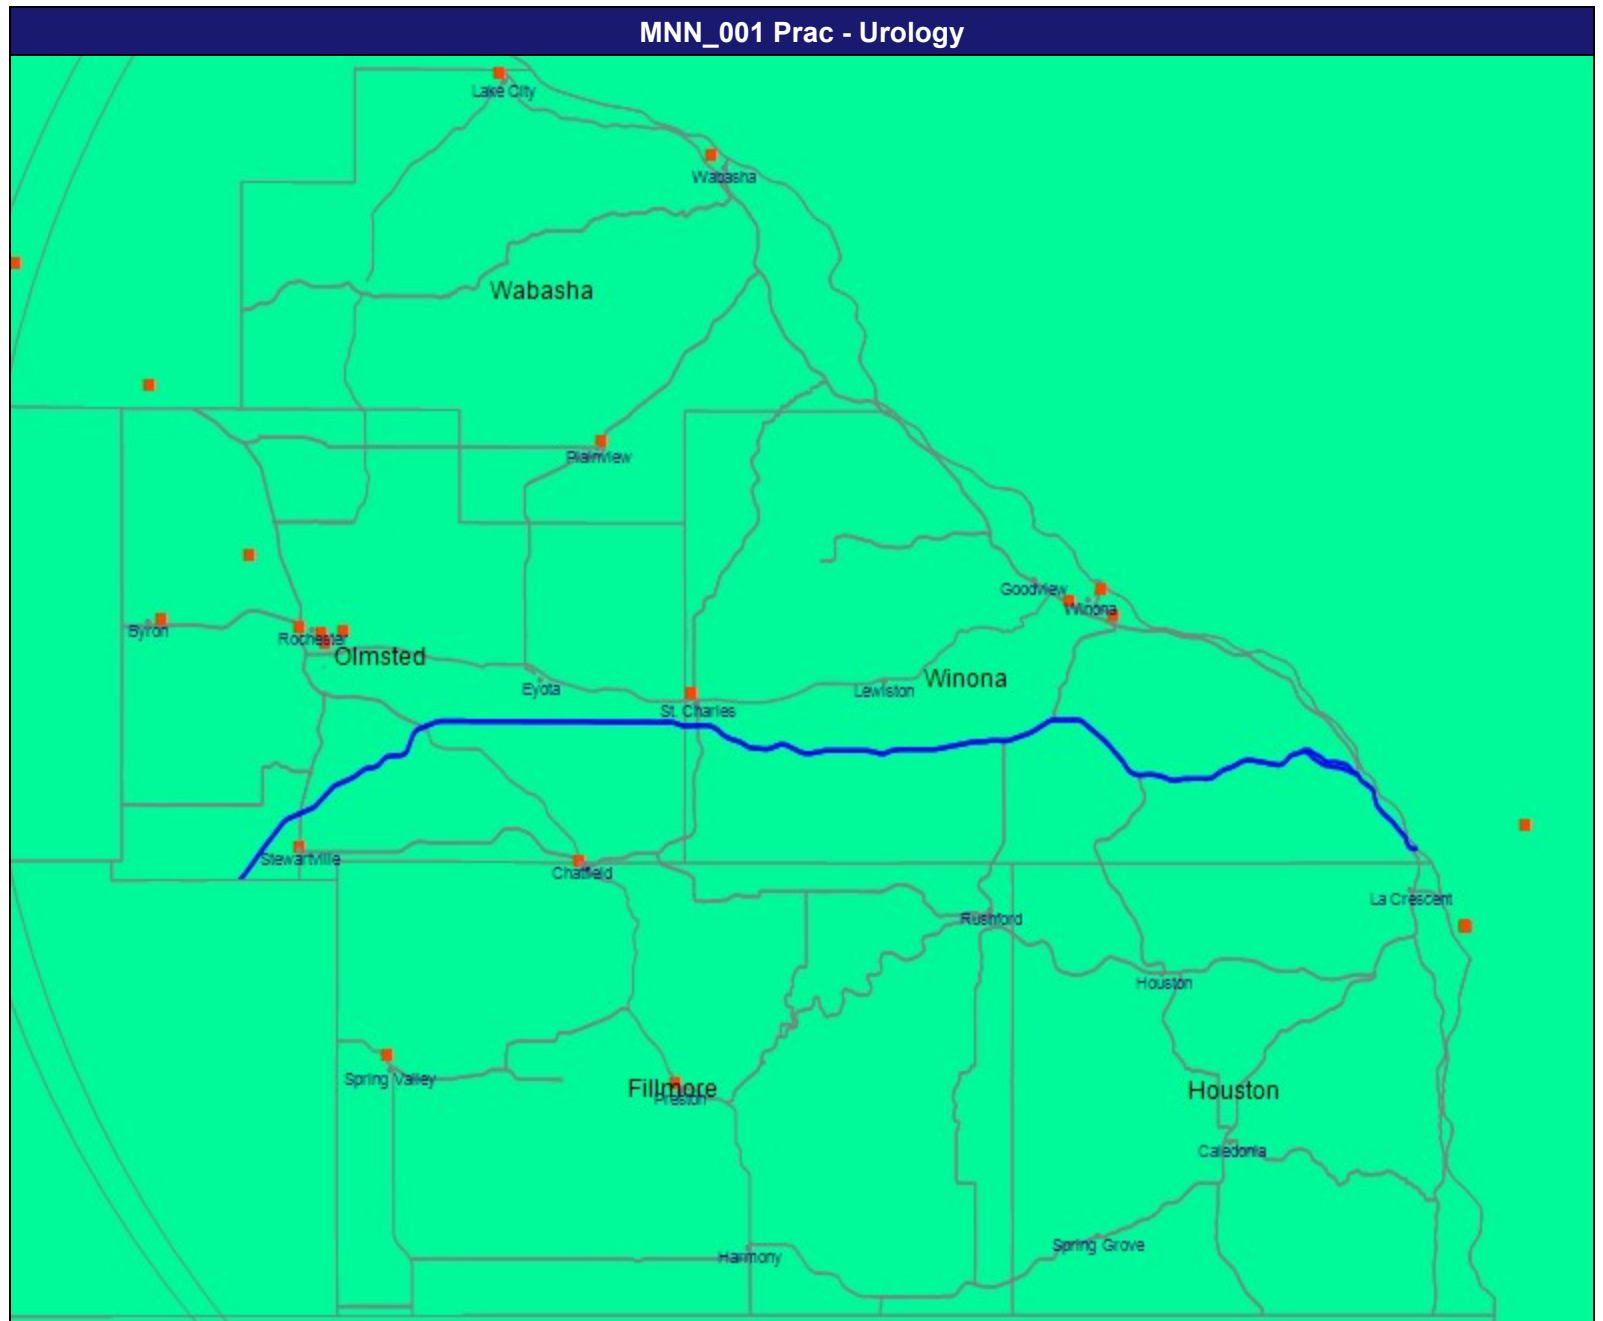 MNN_001 Prac - Urology
Lake City
Wabasha
Wabasha
Plainview
Goodview
Winona
Byron
Rochester
Olmsted
Eyota
St. Charles
Lewiston
Winona
Stewartville
Chatfield
La Crescent
Rushford
Houston
Spring Valley
Fillmore
Preston
Houston
Caledonia
Harmony
Spring Grove